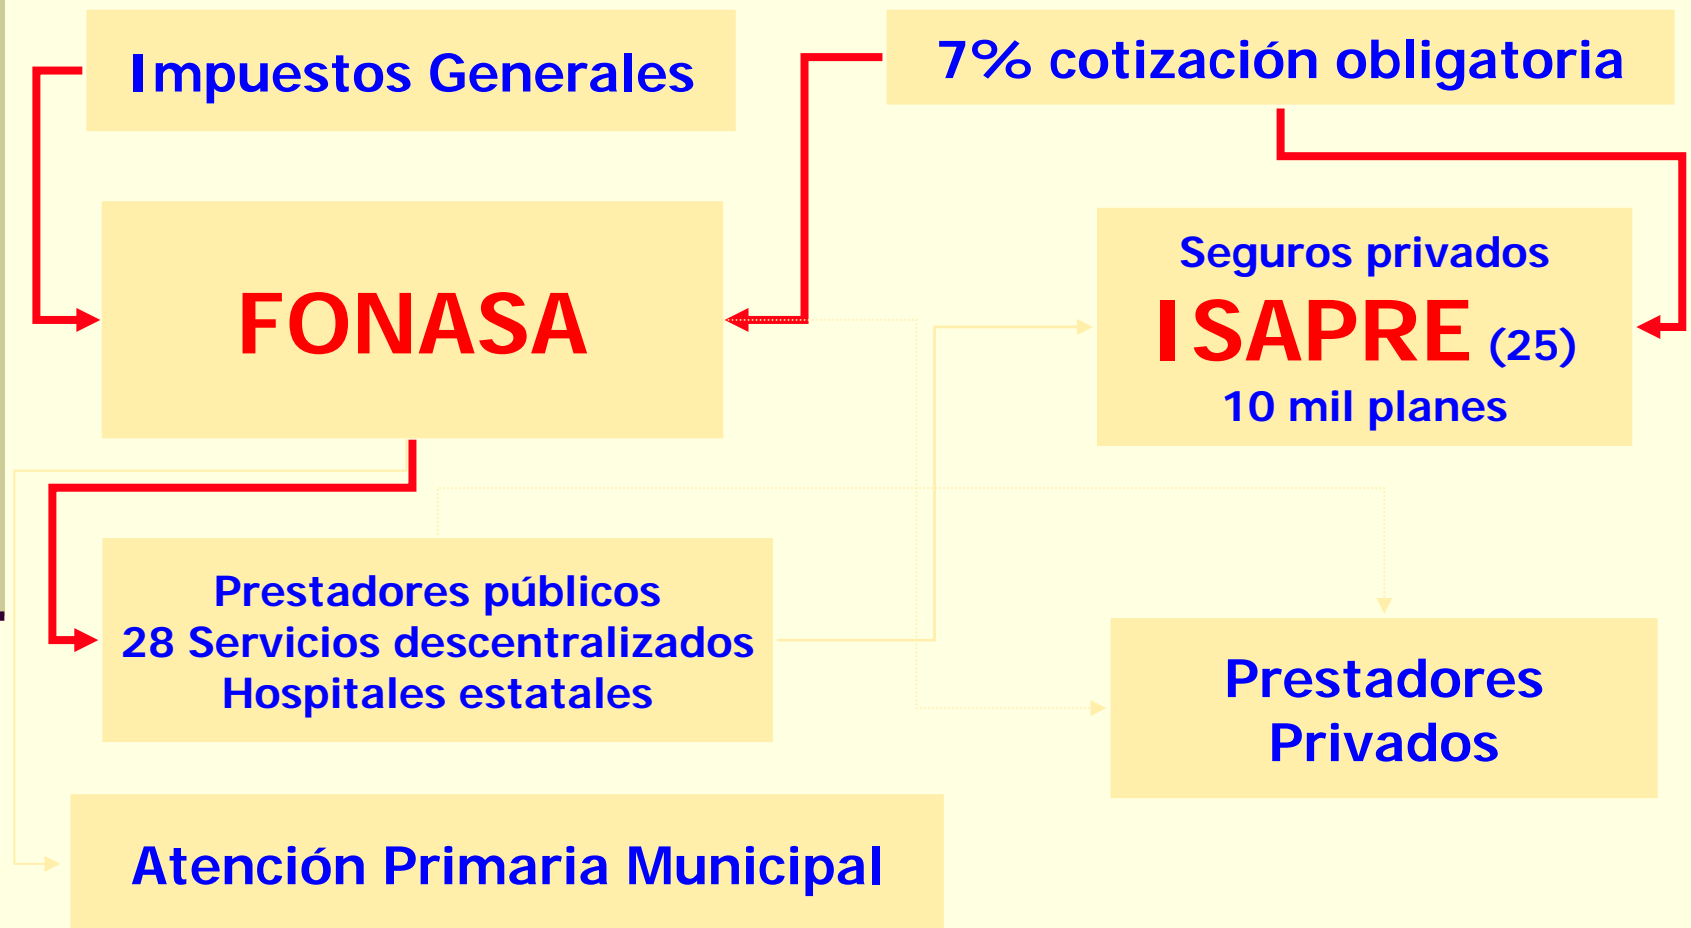 Impuestos Generales
7% cotización obligatoria
FONASA
Seguros privados
ISAPRE (25)
10 mil planes
Prestadores públicos
28 Servicios descentralizados
Hospitales estatales
Prestadores
Privados
Atención Primaria Municipal